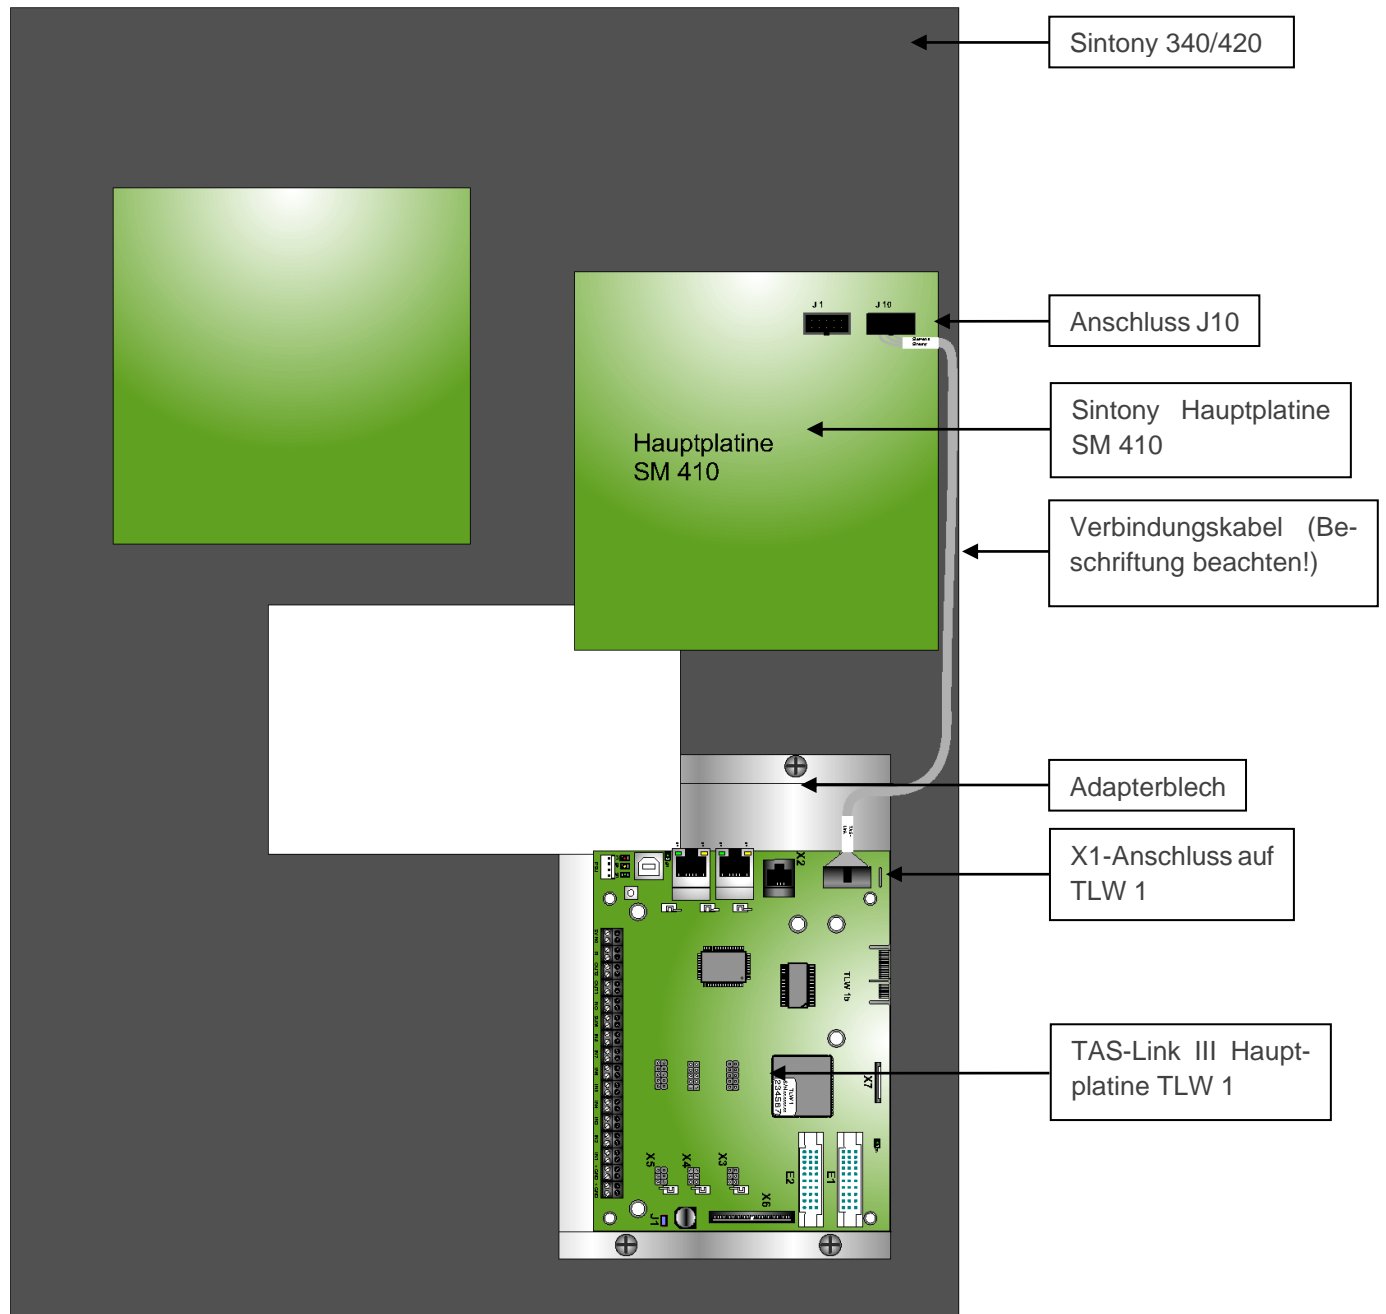 Sintony 340/420
J 1
J 10
Anschluss J10
Sintony Hauptplatine
SM 410
Hauptplatine
SM 410
Verbindungskabel (Be-
schriftung beachten!)
Adapterblech
X1-Anschluss auf
TLW 1
X2
TLW 1b
TAS-Link III Haupt-
platine TLW 1
X7
TLW1
X5
X4
X3
E2
E1
X6
J1